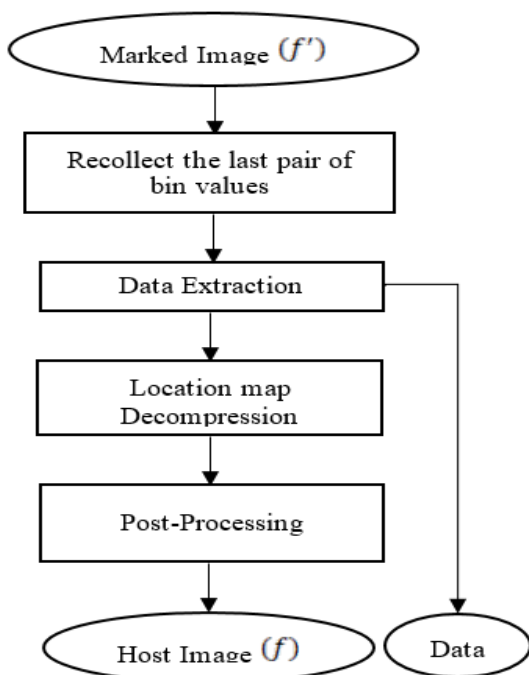 Marked Image (f′)
Recollect the last pair of
bin values
Data Extraction
Location map
Decompression
Post-Processing
Host Image (f)
Data